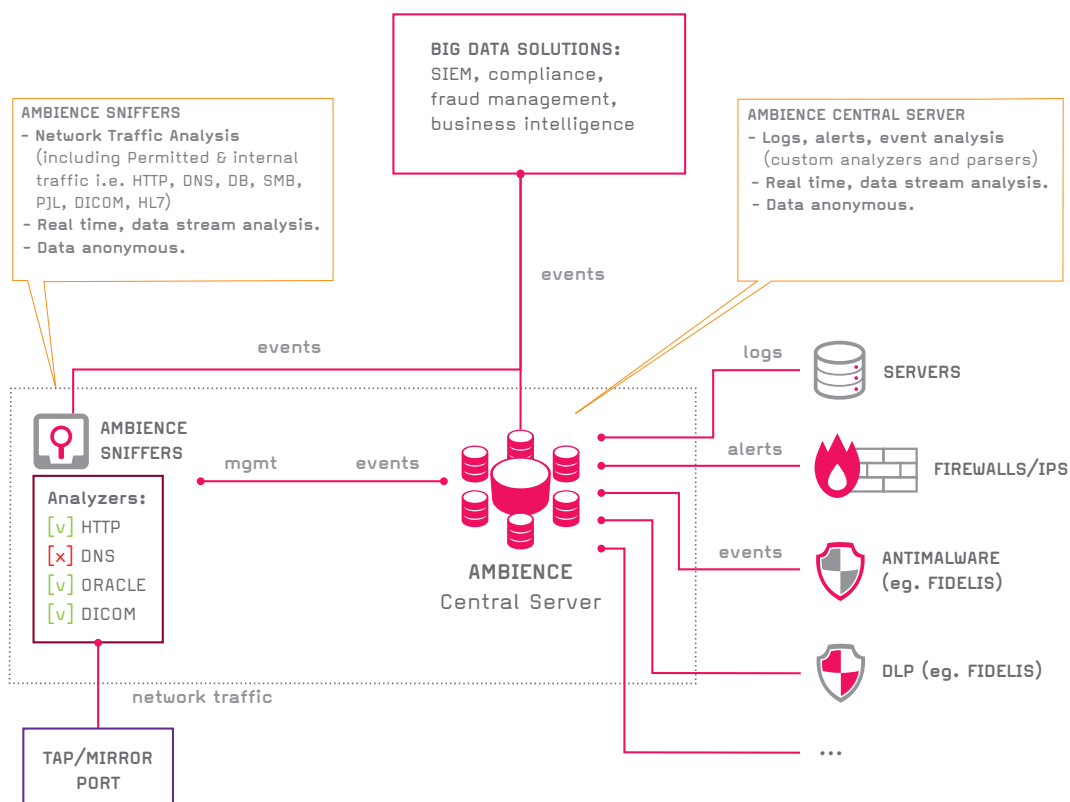 BIG DATA SOLUTIONS:
SIEM, compliance,
fraud management,
business intelligence
AMBIENCE SNIFFERS
- Network Traffic Analysis
(including Permitted & internal
traffic i.e. HTTP, DNS, DB, SMB,
PJL, DICOM, HL7)
- Real time, data stream analysis.
- Data anonymous.
AMBIENCE CENTRAL SERVER
- Logs, alerts, event analysis
(custom analyzers and parsers)
- Real time, data stream analysis.
- Data anonymous.
events
events
logs
SERVERS
AMBIENCE
SNIFFERS
mgmt
events
alerts
FIREWALLS/IPS
Analyzers:
[v] HTTP
[x] DNS
[v] ORACLE
[v] DICOM
AMBIENCE
Central Server
events
ANTIMALWARE
(eg. FIDELIS)
DLP (eg. FIDELIS)
network traffic
...
TAP/MIRROR
PORT